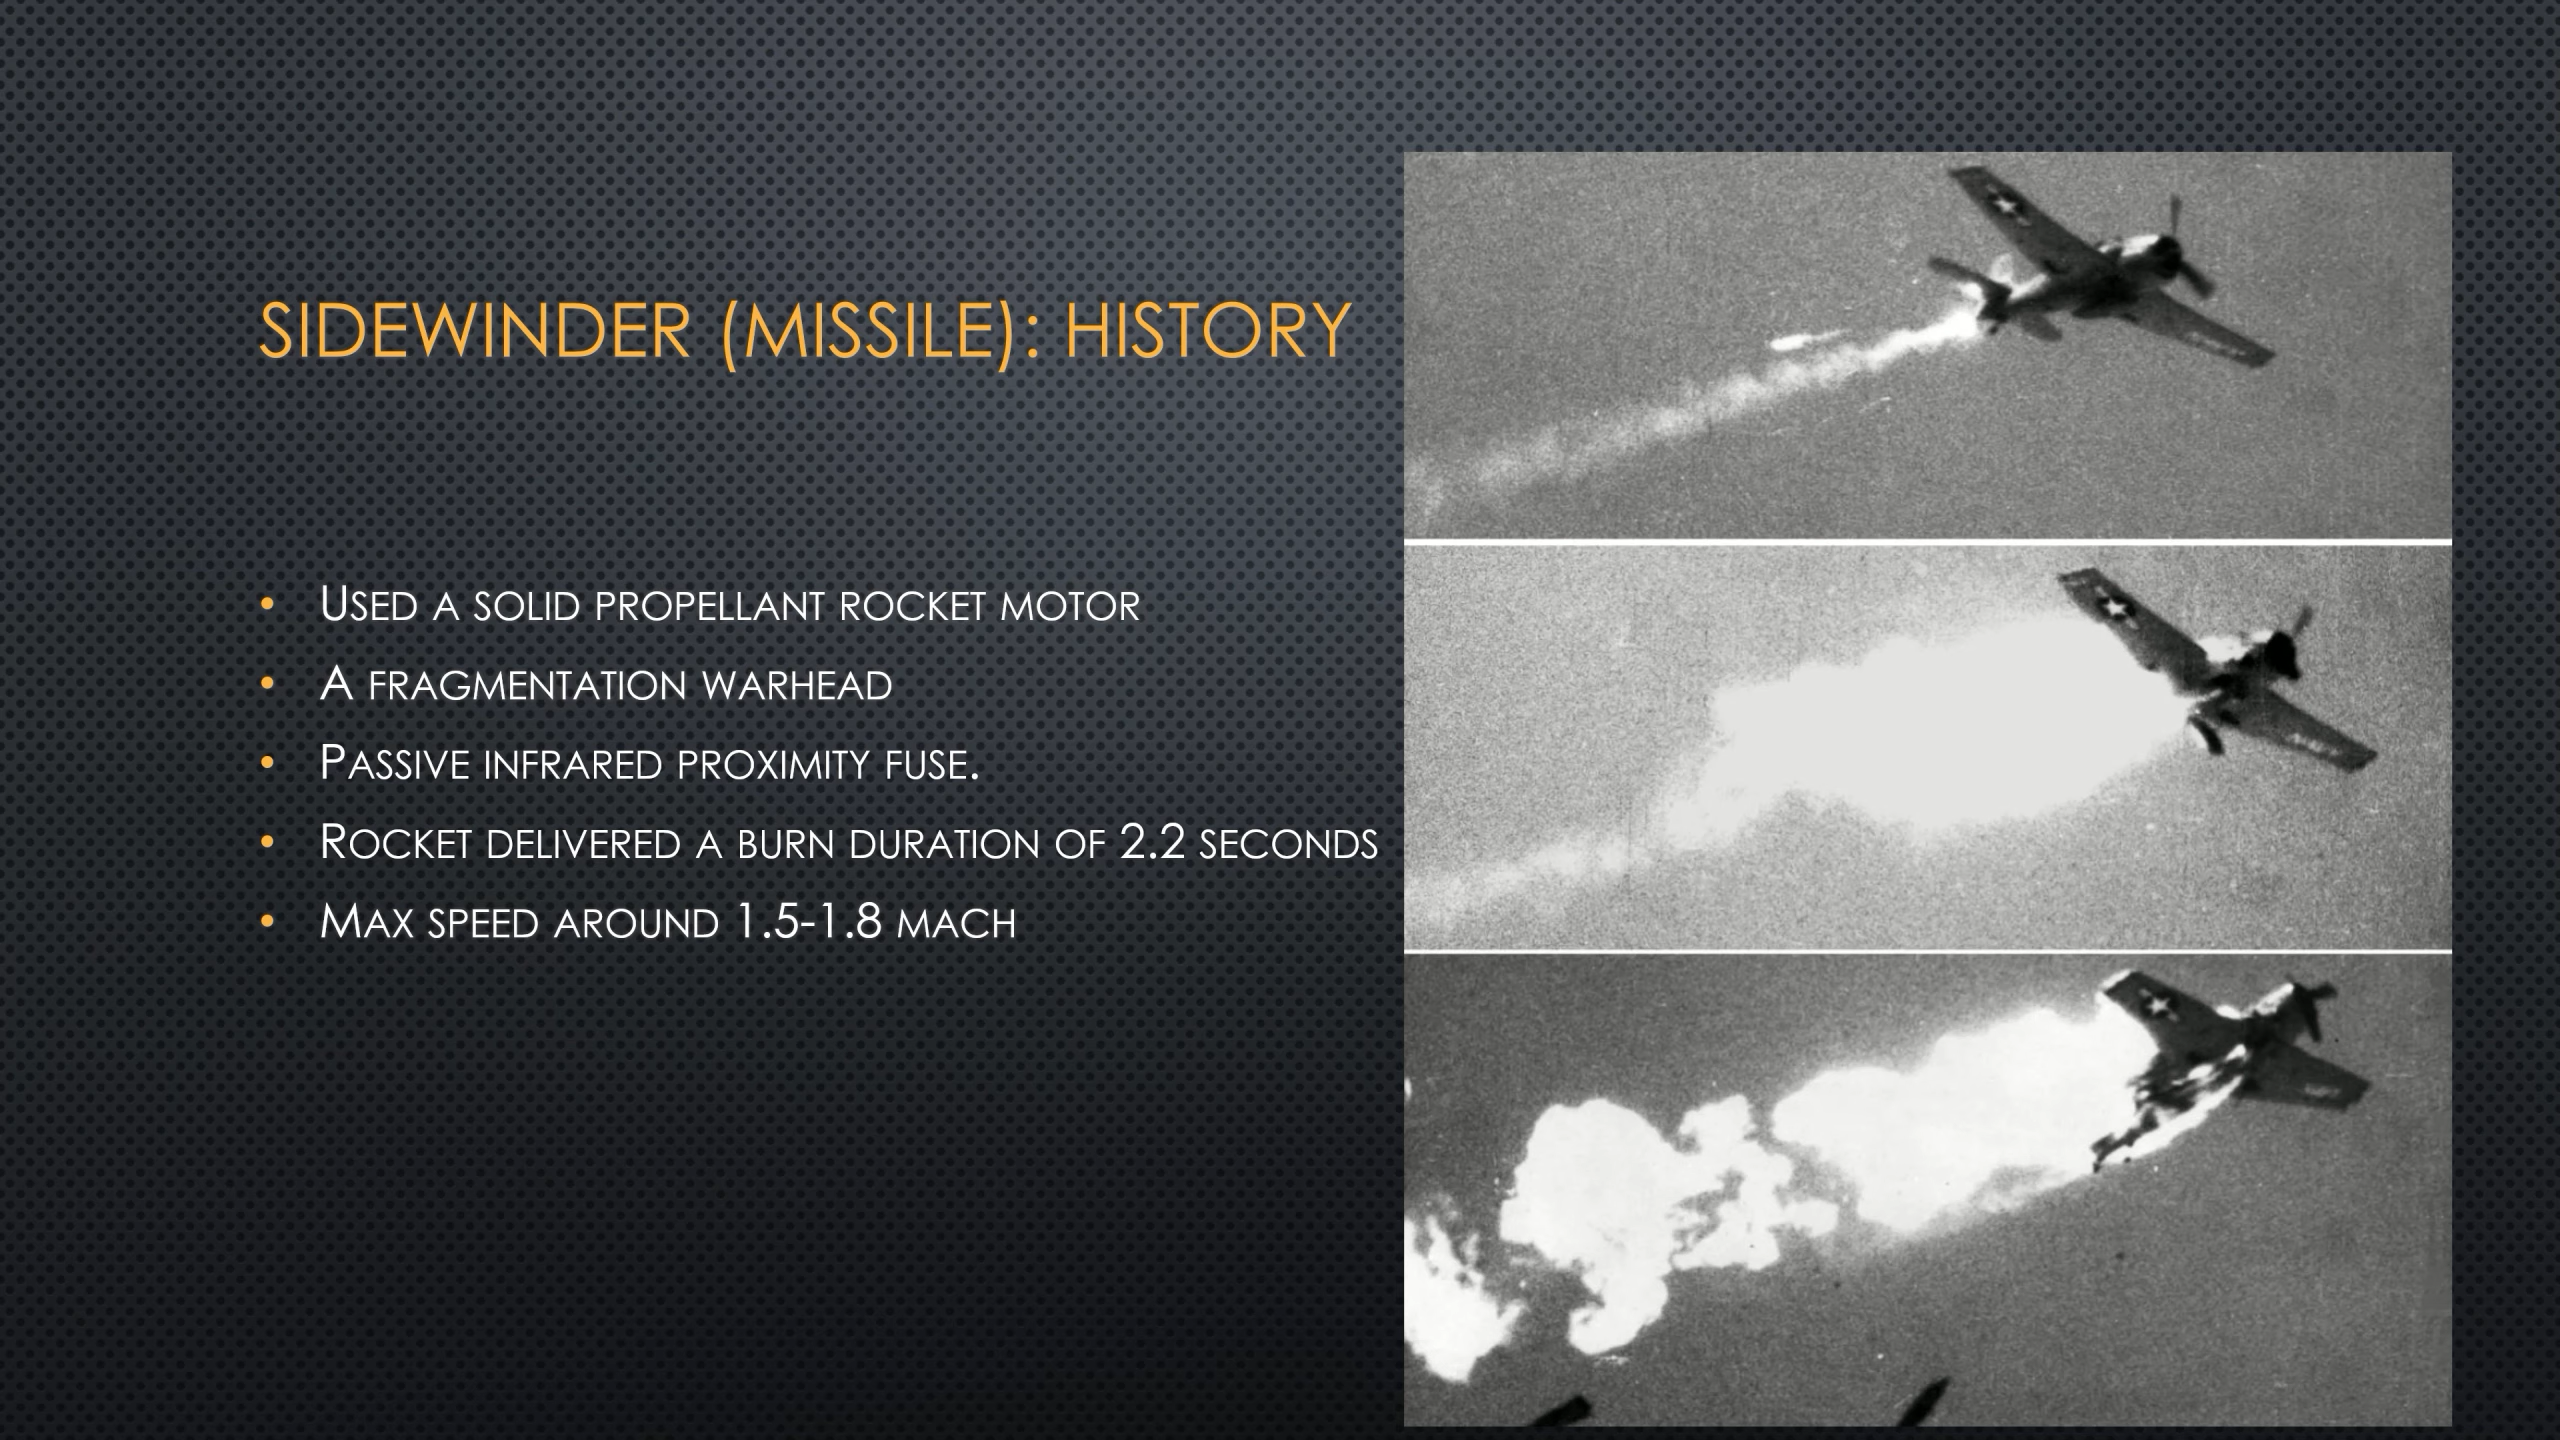 SIDEWINDER (MISSILE): HISTORY
• USED A SOLID PROPELLANT ROCKET MOTOR
• A FRAGMENTATION WARHEAD
• PASSIVE INFRARED PROXIMITY FUSE.
• ROCKET DELIVERED A BURN DURATION OF 2.2 SECONDS
• MAX SPEED AROUND 1.5-1.8 MACH